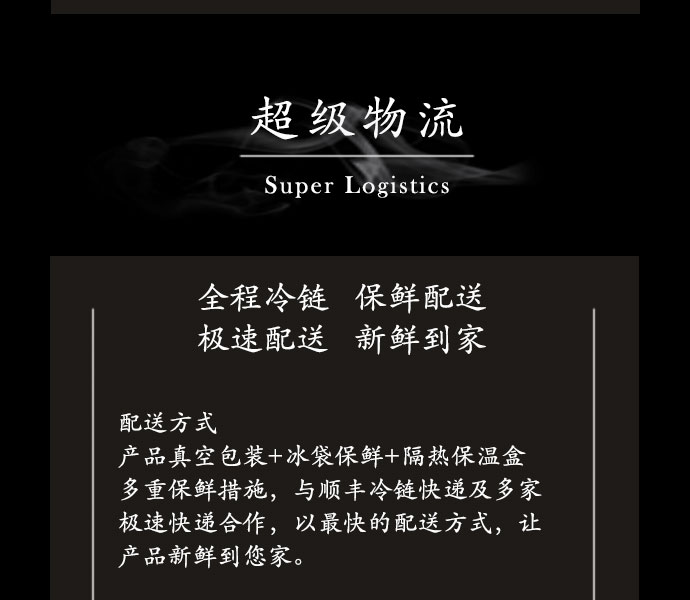 超级物流
Super Logistics
全程冷链 保鲜配送
极速配送 新鲜到家
配送方式
产品真空包装+冰袋保鲜+隔热保温盒
多重保鲜措施，与顺丰冷链快递及多家
极速快递合作，以最快的配送方式，让
产品新鲜到您家。